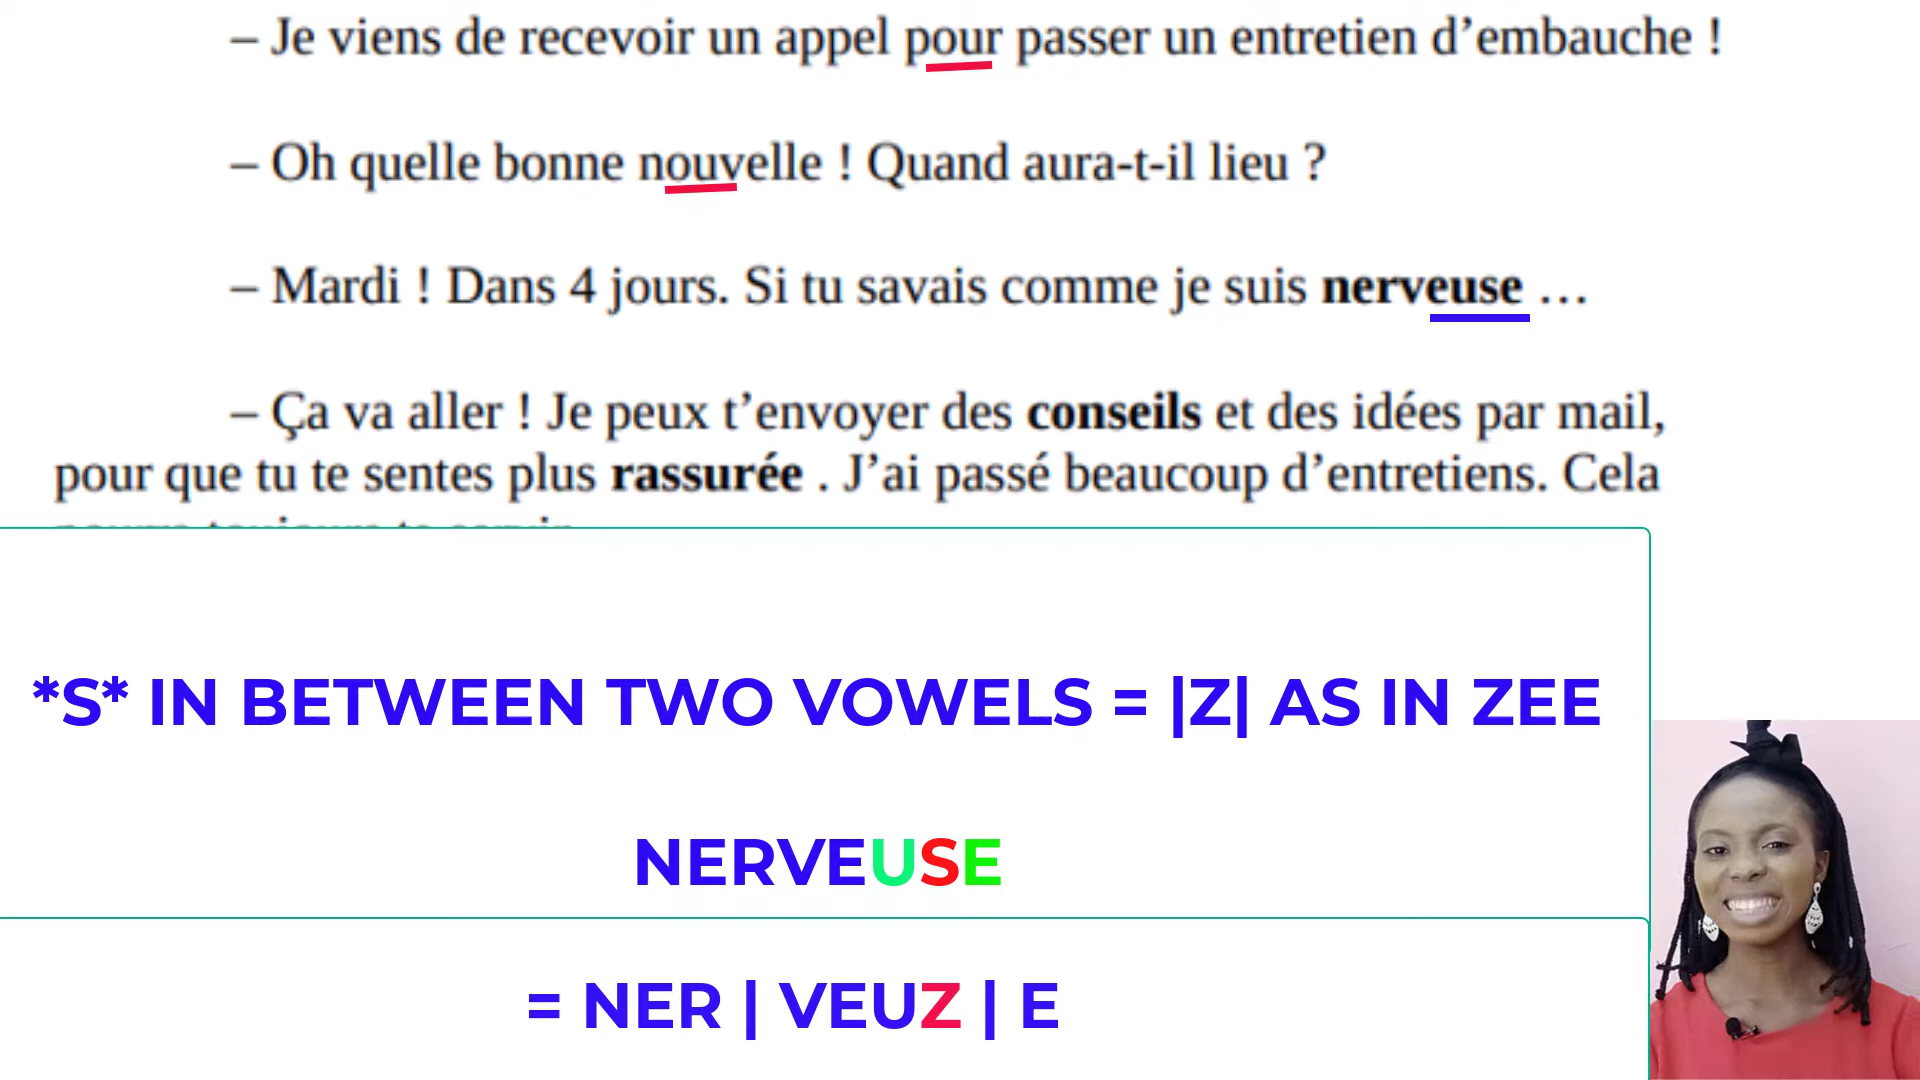 – Je viens de recevoir un appel pour passer un entretien d’embauche !
– Oh quelle bonne nouvelle ! Quand aura-t-il lieu ?
– Mardi ! Dans 4 jours. Si tu savais comme je suis nerveuse …
– Ça va aller ! Je peux t’envoyer des conseils et des idées par mail,
pour que tu te sentes plus rassurée . J’ai passé beaucoup d’entretiens. Cela
*S* IN BETWEEN TWO VOWELS = |Z| AS IN ZEE
NERVEUSE
= NER | VEUZ | E